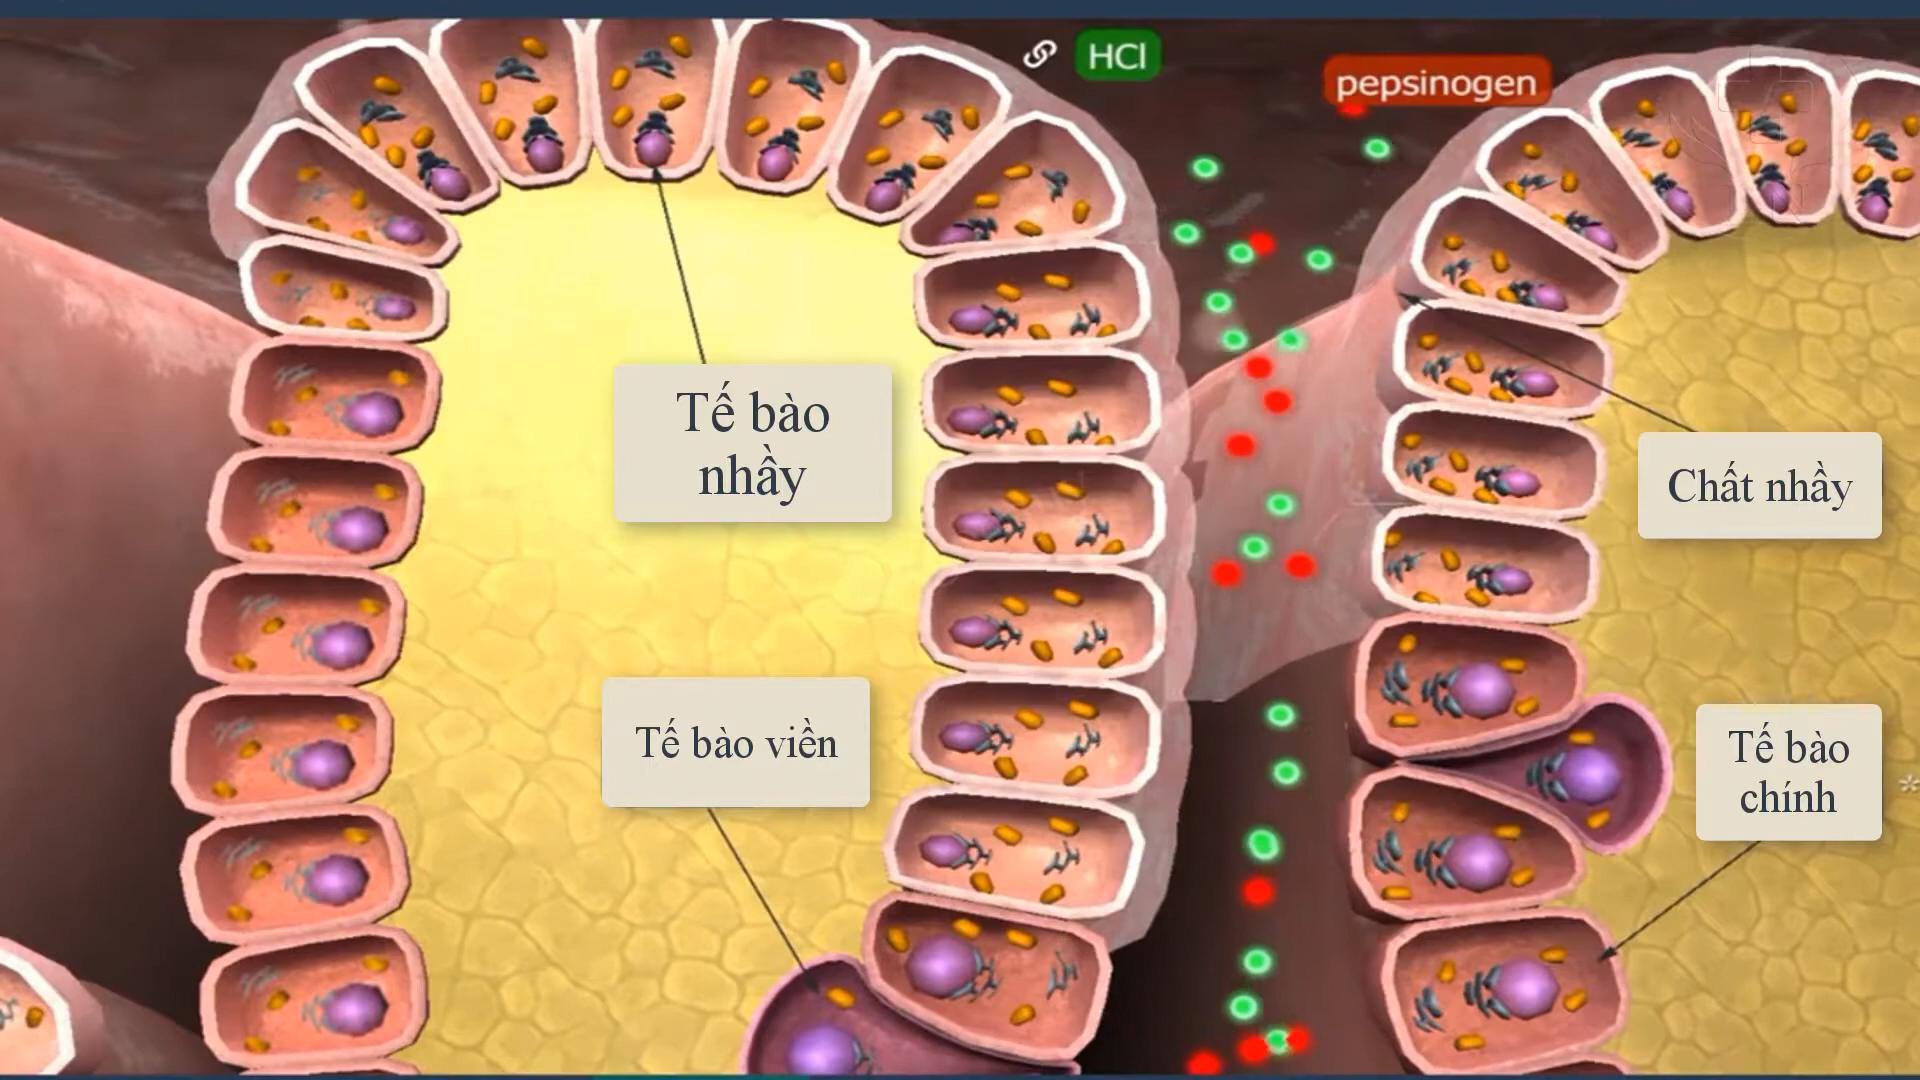 HCl
pepsinogen
Tế bào
nhầy
Chất nhầy
Tế bào viền
Tế bào
chính